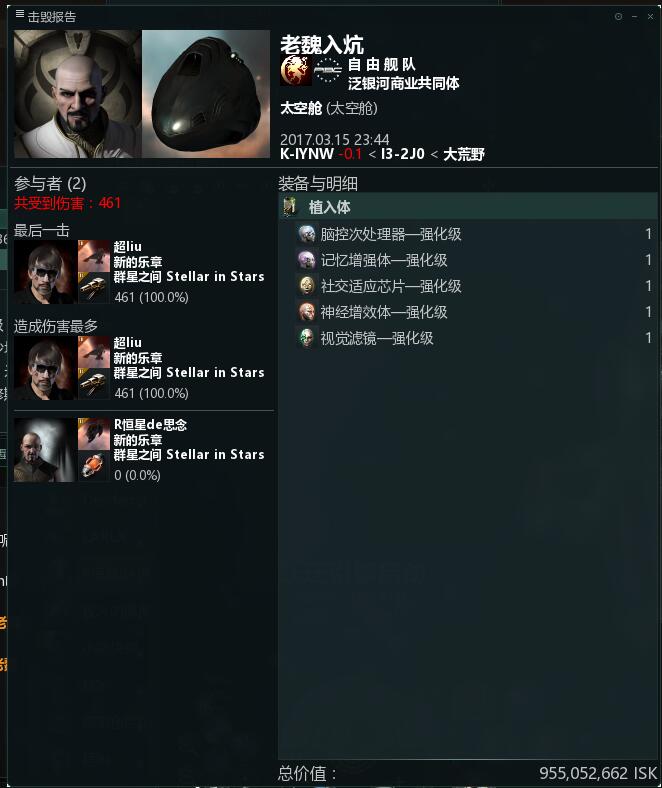 击毁报告
老魏入炕
自由舰队
泛银河商业共同体
太空舱 (太空舱)
2017.03.15 23:44
K-IYNW -0.1 < I3-2J0 < 大荒野
参与者 (2)
共受到伤害：461
最后一击
超liu
新的乐章
群星之间 Stellar in Stars
461 (100.0%)
造成伤害最多
超liu
新的乐章
群星之间 Stellar in Stars
461 (100.0%)
R恒星de思念
新的乐章
群星之间 Stellar in Stars
0 (0.0%)
装备与明细
植入体
脑控次处理器—强化级 1
记忆增强体—强化级 1
社交适应芯片—强化级 1
神经增效体—强化级 1
视觉滤镜—强化级 1
总价值： 955,052,662 ISK